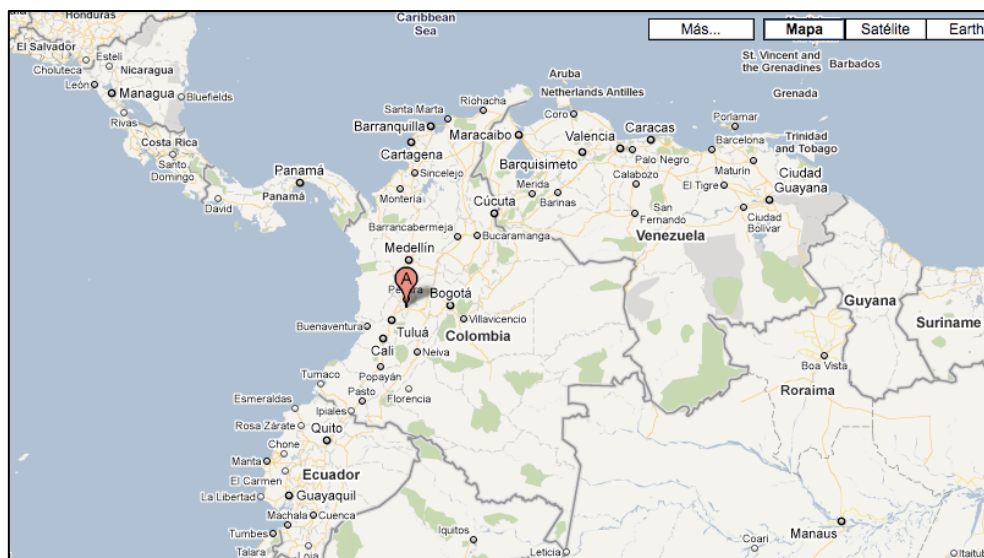 Honduras
Caribbean
Sea
Más...
Mapa
Satélite
Earth
El Salvador
Esteli
Choluteca
Nicaragua
León
Managua
Bluefields
Rivas
St. Vincent and
the Grenadines
Barbados
Grenada
Aruba
Netherlands Antilles
Ríohacha
Santa Marta
Coro
Porlamar
Barranquilla
Maracaibo
Valencia
Caracas
Barcelona
Trinidad
and Tobago
Costa Rica
Santo
Domingo
Cartagena
Barquisimeto
Palo Negro
Maturín
Ciudad
Guayana
Panamá
Sincelejo
Calabozo
El Tigre
David
Panamá
Montería
Merida
Barinas
Cúcuta
San
Fernando
Ciudad
Bolívar
Barrancabermeja
Bucaramanga
Venezuela
Medellín
A
Bogotá
Guyana
Buenaventura
Tuluá
Villavicencio
Colombia
Suriname
Cali
Neiva
Boa Vista
Popayán
Tumaco
Pasto
Florencia
Roraima
Esmeraldas
Ipiales
Rosa Zárate
Quito
Chone
Manta
Ecuador
El Carmen
La Libertad
Guayaquil
Machala
Cuenca
Tumbes
Iquitos
Manaus
Talara
Loja
Leticia
Coari